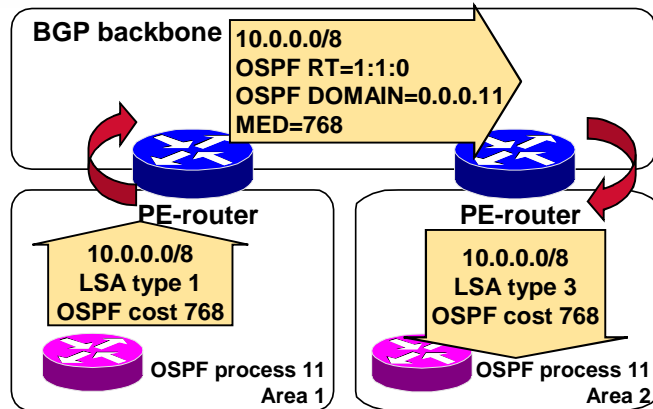 BGP backbone
10.0.0.0/8
OSPF RT=1:1:0
OSPF DOMAIN=0.0.0.11
MED=768
PE-router
PE-router
10.0.0.0/8
LSA type 1
OSPF cost 768
10.0.0.0/8
LSA type 3
OSPF cost 768
OSPF process 11
Area 1
OSPF process 11
Area 2